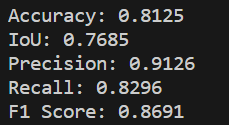 Accuracy: 0.8125
IoU: 0.7685
Precision: 0.9126
Recall: 0.8296
F1 Score: 0.8691